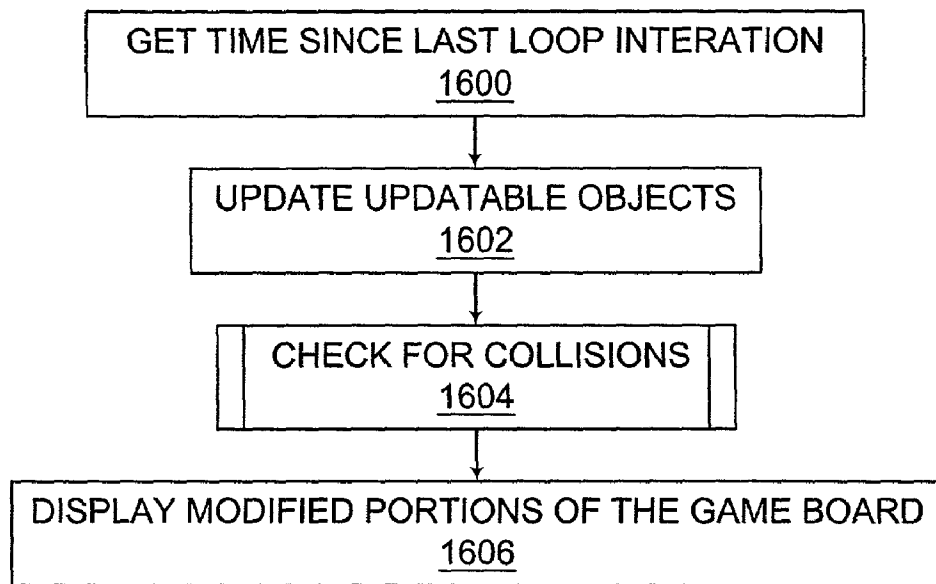 GET TIME SINCE LAST LOOP INTERATION
1600
UPDATE UPDATABLE OBJECTS
1602
CHECK FOR COLLISIONS
1604
DISPLAY MODIFIED PORTIONS OF THE GAME BOARD
1606